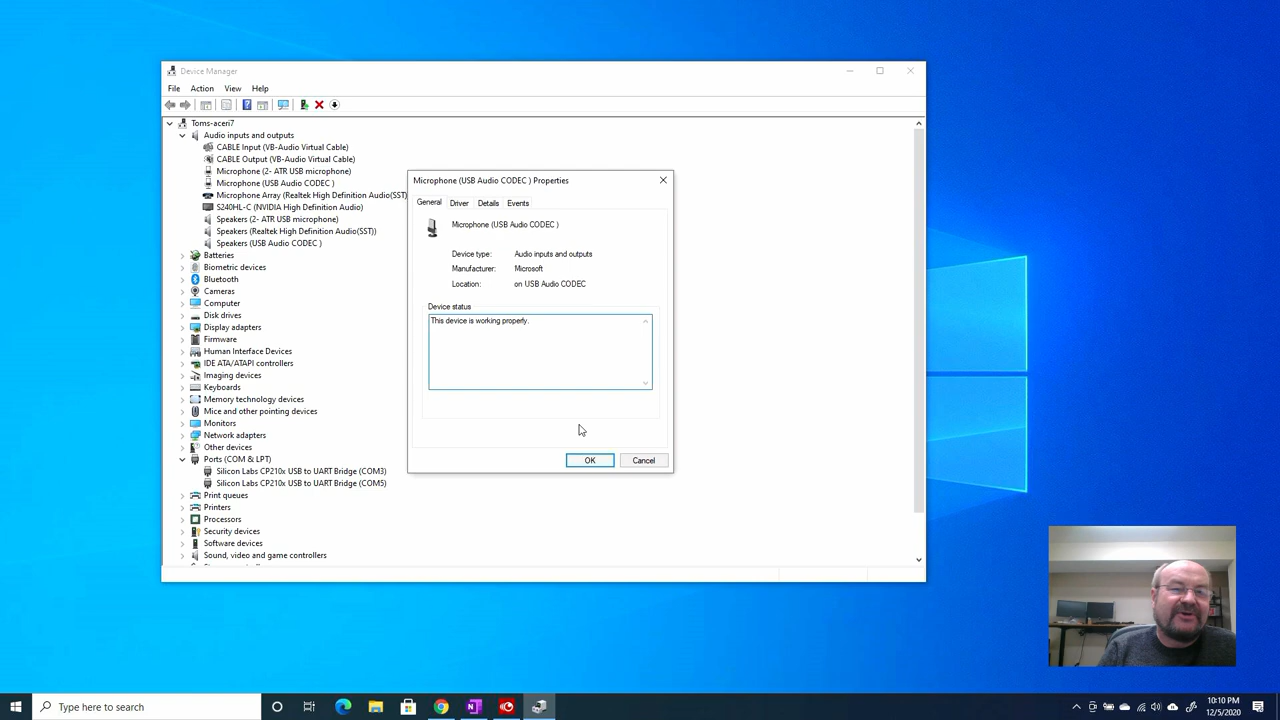 Device Manager
File Action View Help
Toms-aceri7
Audio inputs and outputs
CABLE Input (VB-Audio Virtual Cable)
CABLE Output (VB-Audio Virtual Cable)
Microphone (2- ATR USB microphone)
Microphone (USB Audio CODEC )
Microphone Array (Realtek High Definition Audio(SST)
S240HL-C (NVIDIA High Definition Audio)
Speakers (2- ATR USB microphone)
Speakers (Realtek High Definition Audio(SST))
Speakers (USB Audio CODEC )
Batteries
Biometric devices
Bluetooth
Cameras
Computer
Disk drives
Display adapters
Firmware
Human Interface Devices
IDE ATA/ATAPI controllers
Imaging devices
Keyboards
Memory technology devices
Mice and other pointing devices
Monitors
Network adapters
Other devices
Ports (COM & LPT)
Silicon Labs CP210x USB to UART Bridge (COM3)
Silicon Labs CP210x USB to UART Bridge (COM5)
Print queues
Printers
Processors
Security devices
Software devices
Sound, video and game controllers
Microphone (USB Audio CODEC ) Properties
General Driver Details Events
Microphone (USB Audio CODEC )
Device type: Audio inputs and outputs
Manufacturer: Microsoft
Location: on USB Audio CODEC
Device status
This device is working properly.
OK Cancel
Type here to search
10:10 PM
12/5/2020